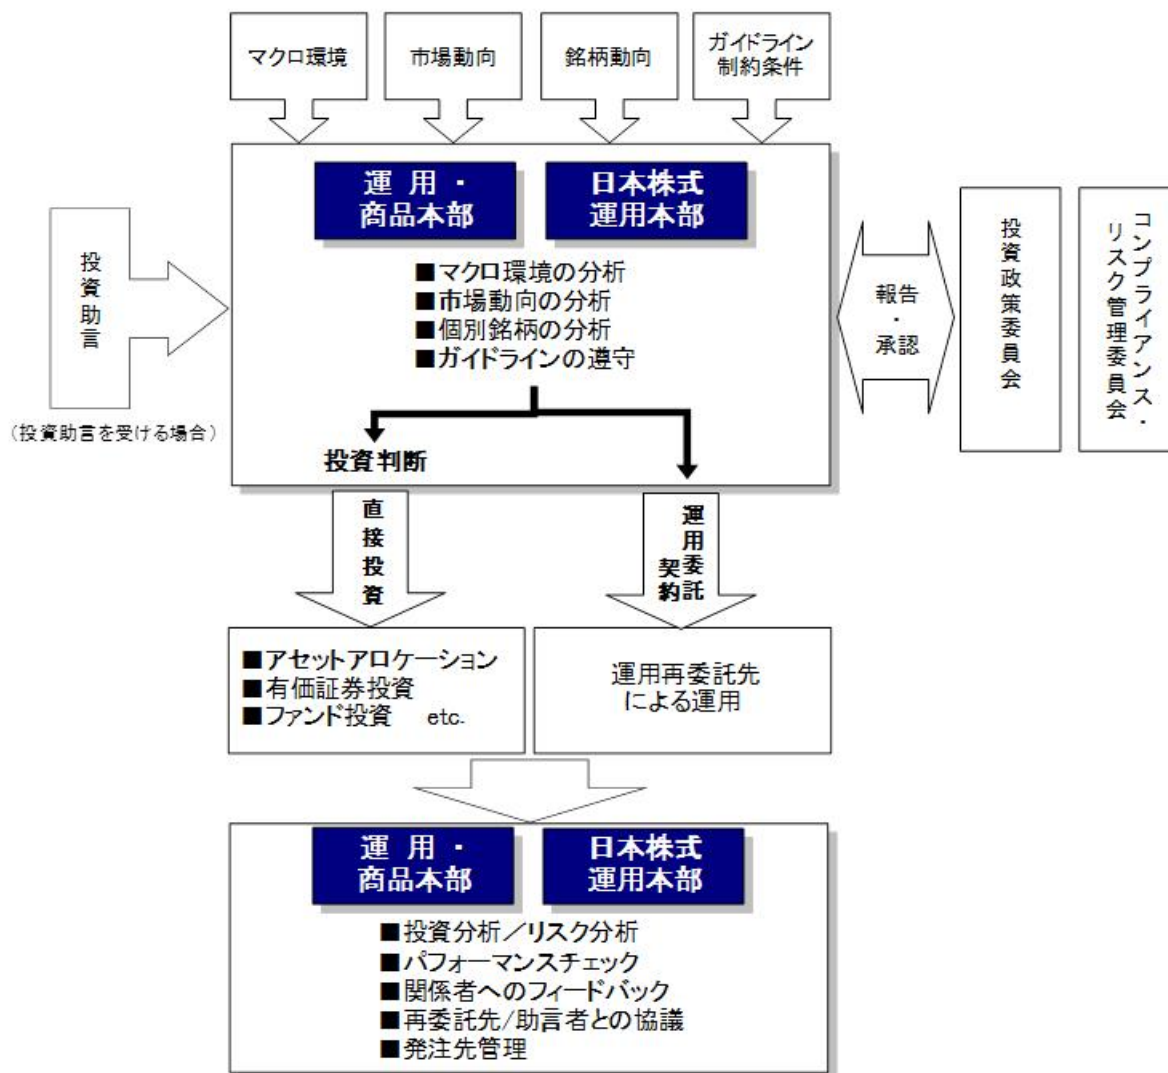 マクロ環境
市場動向
銘柄動向
ガイドライン
制約条件
運 用 ・
商品本部
日本株式
運用本部
投資助言
(投資助言を受ける場合)
■マクロ環境の分析
■市場動向の分析
■個別銘柄の分析
■ガイドラインの遵守
投資判断
報告
・
承認
投資政策委員会
コンプライアンス・
リスク管理委員会
直接投資
運用委託
契約
■アセットアロケーション
■有価証券投資
■ファンド投資 etc.
運用再委託先
による運用
運 用 ・
商品本部
日本株式
運用本部
■投資分析／リスク分析
■パフォーマンスチェック
■関係者へのフィードバック
■再委託先/助言者との協議
■発注先管理